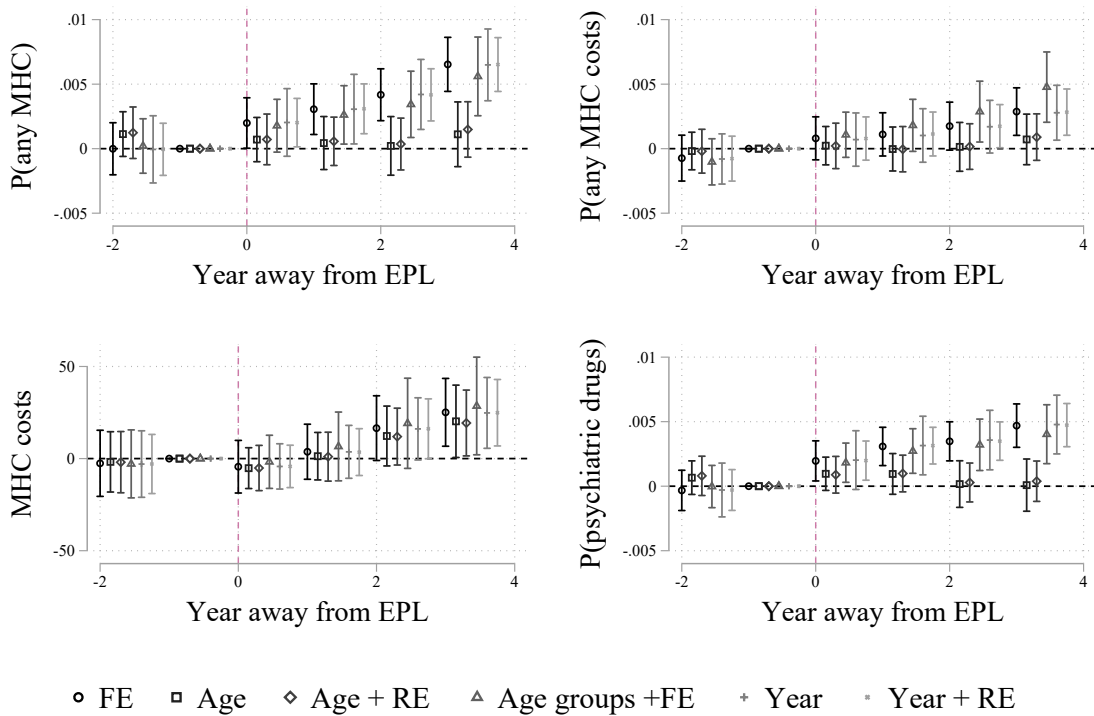 P(any MHC)
.01
.005
0
-.005
-2
0
2
4
Year away from EPL
P(any MHC costs)
.01
.005
0
-.005
-2
0
2
4
Year away from EPL
MHC costs
50
0
-50
-2
0
2
4
Year away from EPL
P(psychiatric drugs)
.01
.005
0
-.005
-2
0
2
4
Year away from EPL
FE
Age
Age + RE
Age groups +FE
Year
Year + RE